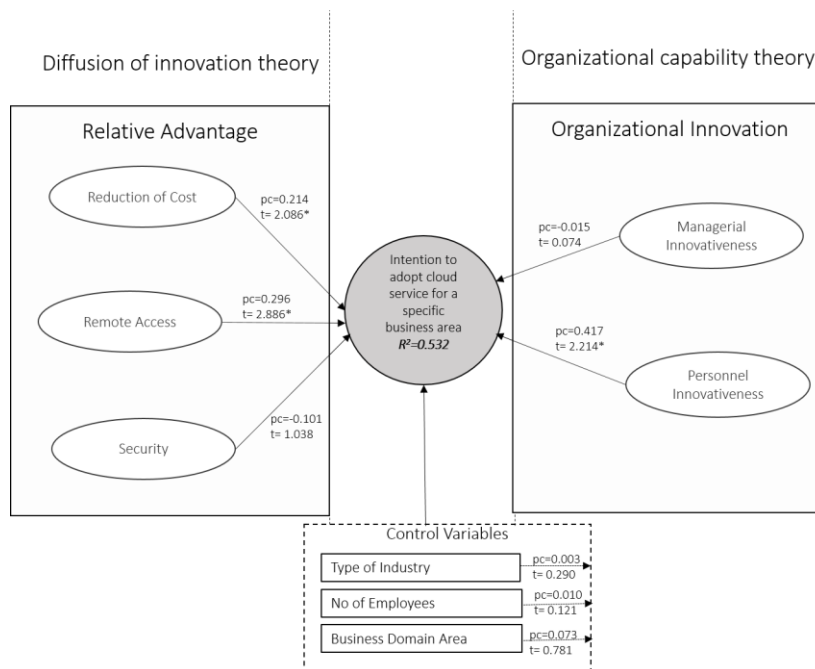 Diffusion of innovation theory
Organizational capability theory
Relative Advantage
Reduction of Cost
pc=0.214
t= 2.086*
Remote Access
pc=0.296
t= 2.886*
Security
pc=-0.101
t= 1.038
Intention to
adopt cloud
service for a
specific
business area
R²=0.532
Organizational Innovation
pc=-0.015
t= 0.074
Managerial
Innovativeness
pc=0.417
t= 2.214*
Personnel
Innovativeness
Control Variables
Type of Industry
pc=0.003
t= 0.290
No of Employees
pc=0.010
t= 0.121
Business Domain Area
pc=0.073
t= 0.781